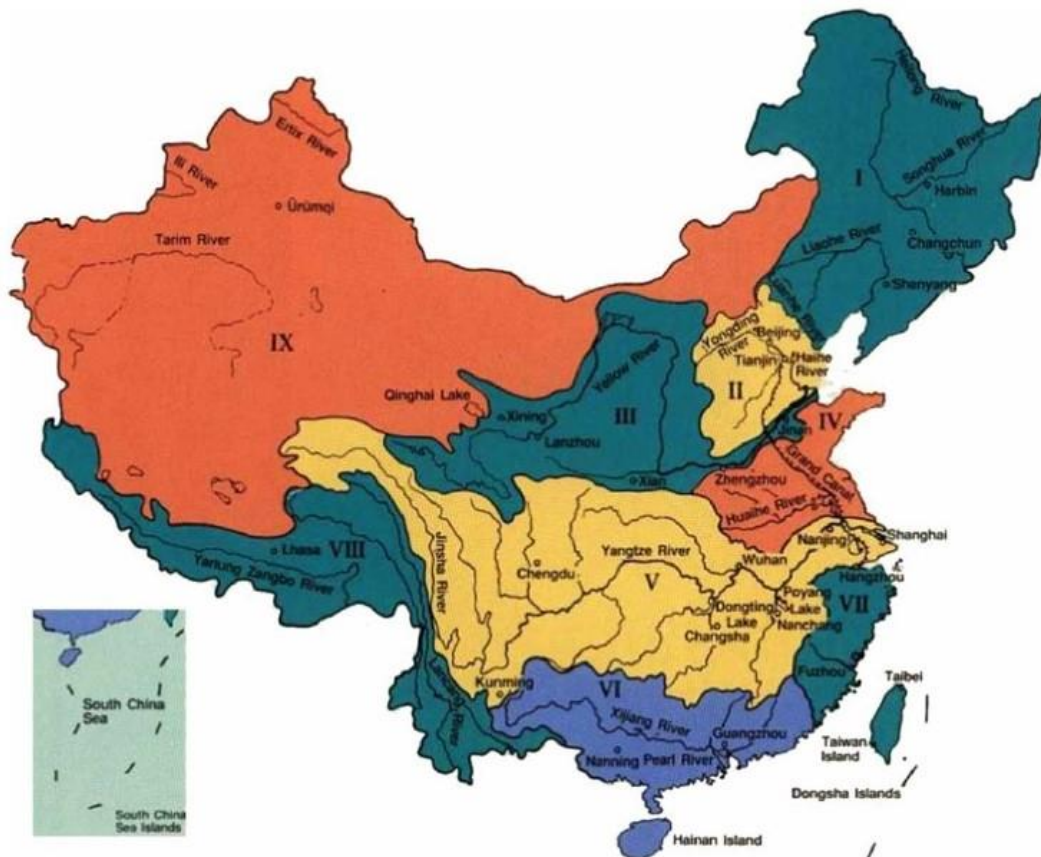 Heilong River
Ertix River
Songhua River
I
Ili River
Harbin
Ürümqi
Tarim River
Liaohe River
Changchun
Shenyang
Yongding
River
Beijing
Tianjin
Haihe
River
IX
Yellow River
II
Qinghai Lake
Xining
III
IV
Jinan
Lanzhou
Grand Canal
Xian
Zhengzhou
Huaihe River
Lhasa
VIII
Jinsha River
Nanjing
Shanghai
Yarlung Zangbo River
Yangtze River
Wuhan
Chengdu
Hangzhou
V
Poyang
Lake
VII
Dongting
Lake
Nanchang
Changsha
Fuzhou
Kunming
VI
Taibei
Lancang River
Xijiang River
South China
Sea
Guangzhou
Taiwan
Island
Nanning
Pearl River
Dongsha Islands
South China
Sea Islands
Hainan Island